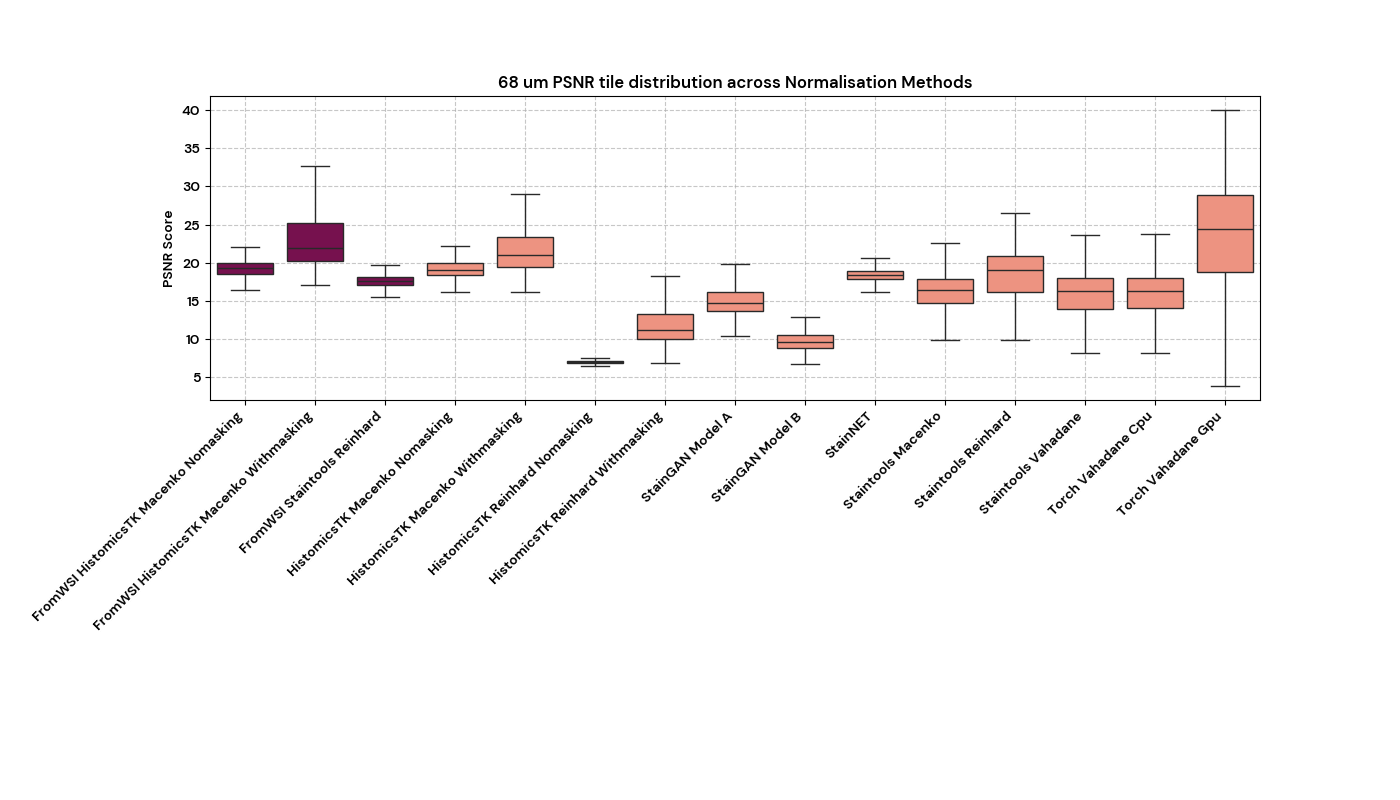 68 um PSNR tile distribution across Normalisation Methods
PSNR Score
40
35
30
25
20
15
10
5
FromWSI HistomicsTK Macenko Nomasking
FromWSI HistomicsTK Macenko Withmasking
FromWSI Staintools Reinhard
HistomicsTK Macenko Nomasking
HistomicsTK Macenko Withmasking
HistomicsTK Reinhard Nomasking
HistomicsTK Reinhard Withmasking
StainGAN Model A
StainGAN Model B
StainNET
Staintools Macenko
Staintools Reinhard
Staintools Vahadane
Torch Vahadane Cpu
Torch Vahadane Gpu